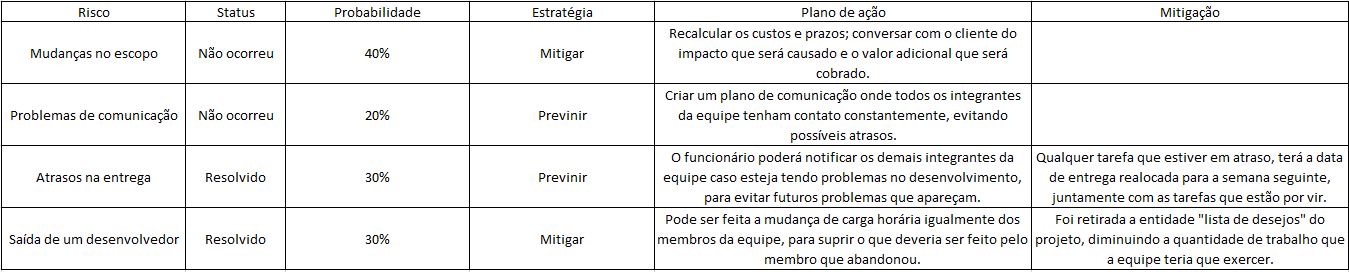 Risco Status Probabilidade Estratégia Plano de ação Mitigação
Mudanças no escopo Não ocorreu 40% Mitigar Recalcular os custos e prazos; conversar com o cliente do
impacto que será causado e o valor adicional que será
cobrado.
Problemas de comunicação Não ocorreu 20% Previnir Criar um plano de comunicação onde todos os integrantes
da equipe tenham contato constantemente, evitando
possíveis atrasos.
Atrasos na entrega Resolvido 30% Previnir O funcionário poderá notificar os demais integrantes da
equipe caso esteja tendo problemas no desenvolvimento,
para evitar futuros problemas que apareçam.
Qualquer tarefa que estiver em atraso, terá a data
de entrega realocada para a semana seguinte,
juntamente com as tarefas que estão por vir.
Saída de um desenvolvedor Resolvido 30% Mitigar Pode ser feita a mudança de carga horária igualmente dos
membros da equipe, para suprir o que deveria ser feito pelo
membro que abandonou.
Foi retirada a entidade "lista de desejos" do
projeto, diminuindo a quantidade de trabalho que
a equipe teria que exercer.